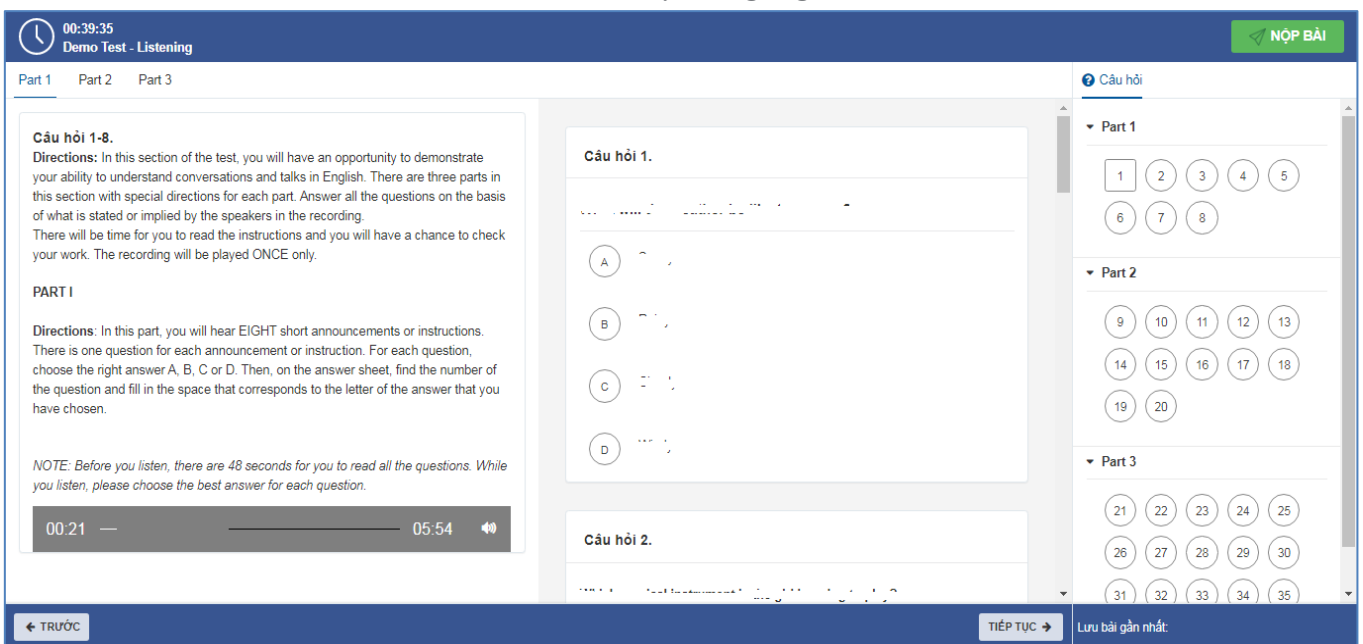 00:39:35
Demo Test - Listening
NỘP BÀI
Part 1 Part 2 Part 3
Câu hỏi
Câu hỏi 1-8.
Directions: In this section of the test, you will have an opportunity to demonstrate
your ability to understand conversations and talks in English. There are three parts in
this section with special directions for each part. Answer all the questions on the basis
of what is stated or implied by the speakers in the recording.
There will be time for you to read the instructions and you will have a chance to check
your work. The recording will be played ONCE only.
PART I
Directions: In this part, you will hear EIGHT short announcements or instructions.
There is one question for each announcement or instruction. For each question,
choose the right answer A, B, C or D. Then, on the answer sheet, find the number of
the question and fill in the space that corresponds to the letter of the answer that you
have chosen.
NOTE: Before you listen, there are 48 seconds for you to read all the questions. While
you listen, please choose the best answer for each question.
00:21 05:54
Câu hỏi 1.
A
B
C
D
Câu hỏi 2.
Part 1
1 2 3 4 5
6 7 8
Part 2
9 10 11 12 13
14 15 16 17 18
19 20
Part 3
21 22 23 24 25
26 27 28 29 30
31 32 33 34 35
TRƯỚC
TIẾP TỤC
Lưu bài gần nhất: